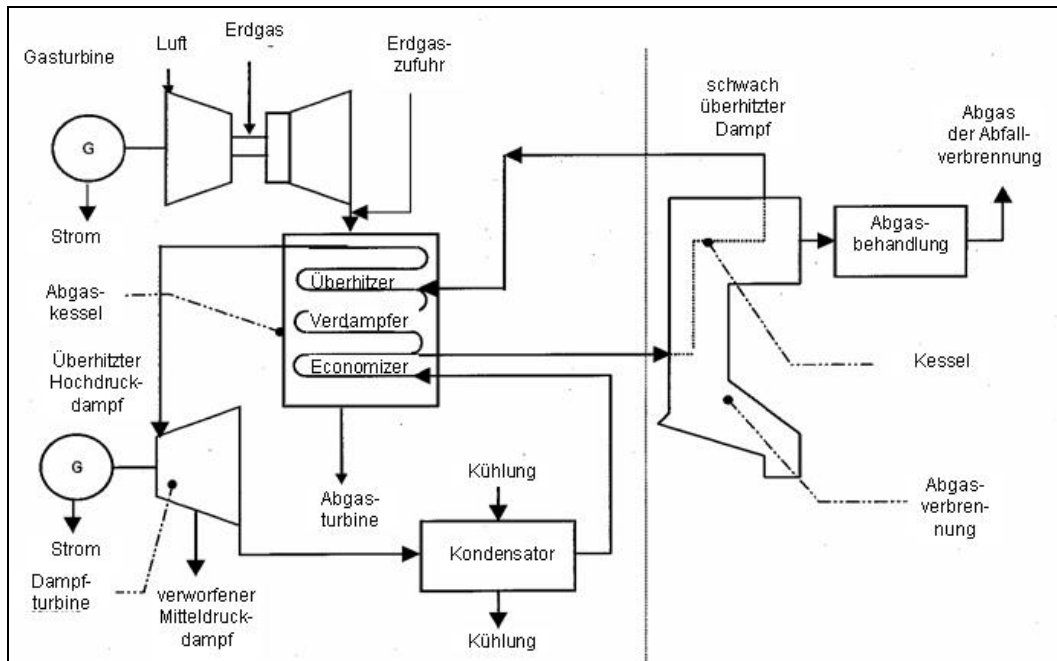 Gasturbine
Luft
Erdgas
Erdgas-
zufuhr
G
Strom
Abgas-
kessel
Überhitzer
Verdampfer
Economizer
Überhitzter
Hochdruck-
dampf
G
Strom
Dampf-
turbine
verworfener
Mitteldruck-
dampf
Abgas-
turbine
Kühlung
Kondensator
Kühlung
schwach
überhitzter
Dampf
Abgas
der Abfall-
verbrennung
Abgas-
behandlung
Kessel
Abgas-
verbren-
nung